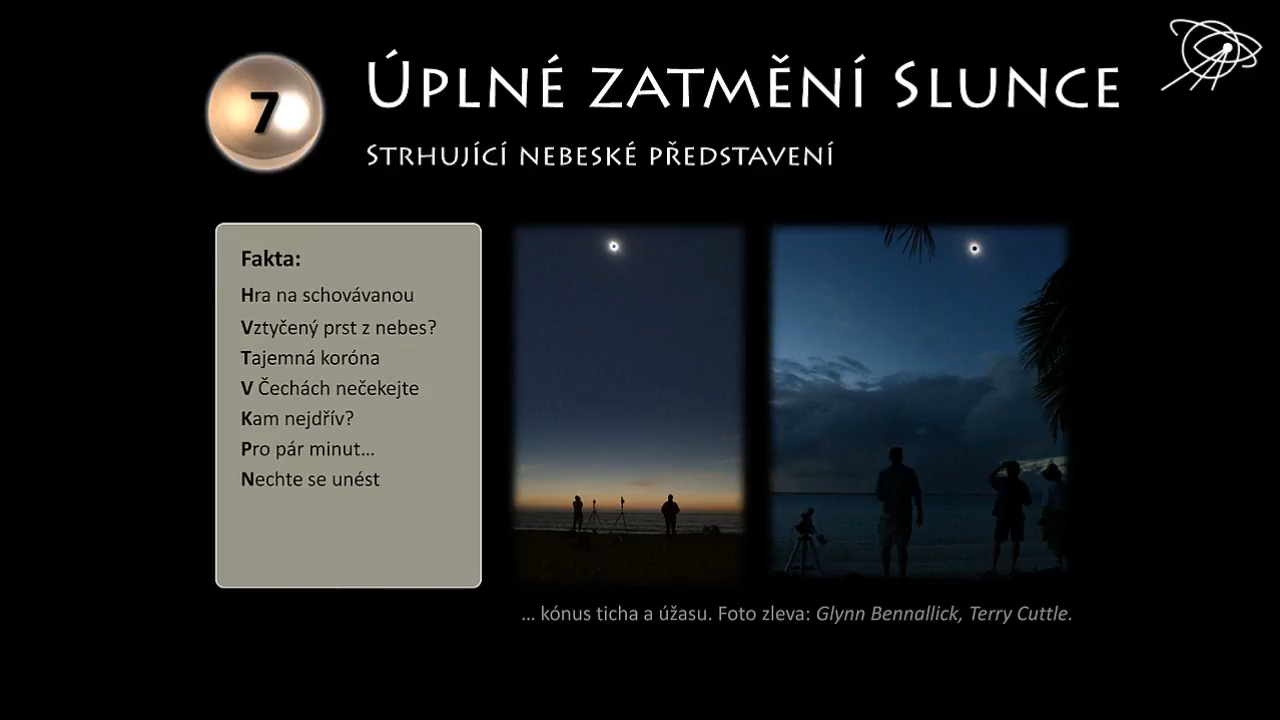 7
Úplné zatmění Slunce
Strhující nebeské představení
Fakta:
Hra na schovávanou
Vztyčený prst z nebes?
Tajemná koróna
V Čechách nečekejte
Kam nejdřív?
Pro pár minut...
Nechte se unést
... kónus ticha a úžasu. Foto zleva: Glynn Bennallick, Terry Cuttle.